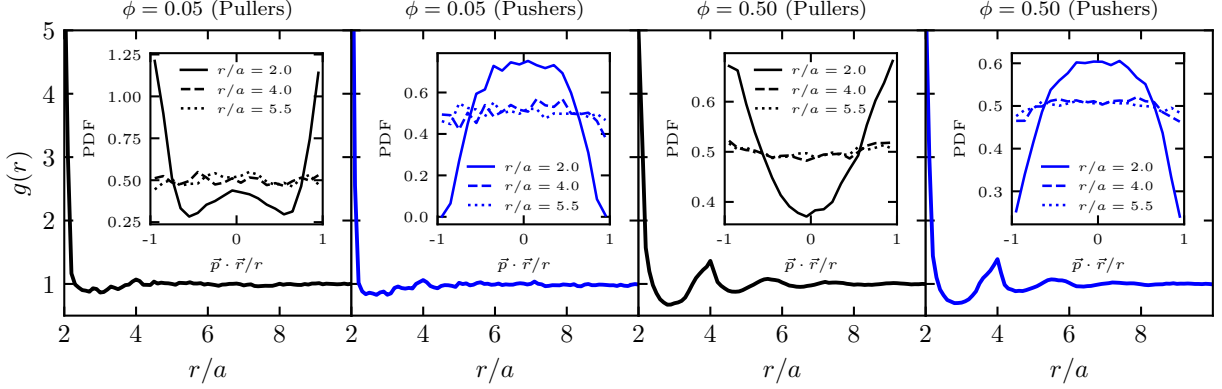 ϕ = 0.05 (Pullers)
ϕ = 0.05 (Pushers)
ϕ = 0.50 (Pullers)
ϕ = 0.50 (Pushers)
g(r)
5
4
3
2
1
PDF
1.25
1.00
0.75
0.50
0.25
r/a = 2.0
r/a = 4.0
r/a = 5.5
-1
0
1
p⃗ · r⃗/r
2
4
6
8
r/a
PDF
0.6
0.4
0.2
0.0
r/a = 2.0
r/a = 4.0
r/a = 5.5
-1
0
1
p⃗ · r⃗/r
2
4
6
8
r/a
PDF
0.6
0.5
0.4
r/a = 2.0
r/a = 4.0
r/a = 5.5
-1
0
1
p⃗ · r⃗/r
2
4
6
8
r/a
PDF
0.6
0.5
0.4
0.3
r/a = 2.0
r/a = 4.0
r/a = 5.5
-1
0
1
p⃗ · r⃗/r
2
4
6
8
r/a